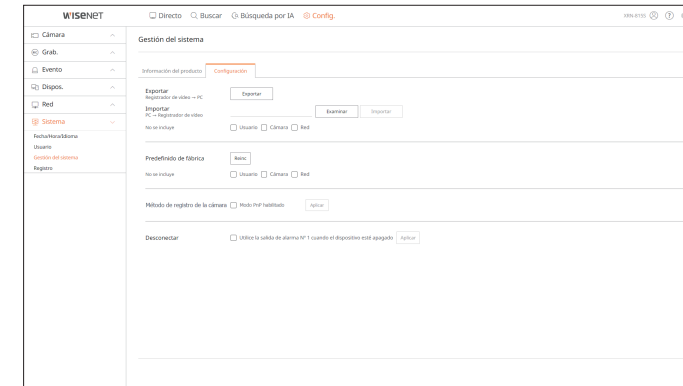 WISENET
Directo Buscar Búsqueda por IA Config.
Cámara
Grab.
Evento
Dispos.
Red
Sistema
Fecha/Hora/Idioma
Usuario
Gestión del sistema
Registro
Gestión del sistema
Información del producto Configuración
Exportar
Registrador de vídeo → PC
Exportar
Importar
PC → Registrador de vídeo
Examinar Importar
No se incluye Usuario Cámara Red
Predefinido de fábrica Reinic
No se incluye Usuario Cámara Red
Método de registro de la cámara Modo PnP habilitado Aplicar
Desconectar Utilice la salida de alarma Nº 1 cuando el dispositivo esté apagado Aplicar